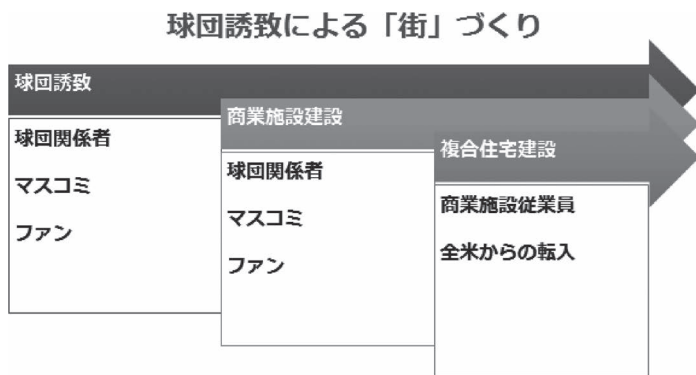 球団誘致による「街」づくり
球団誘致
球団関係者
マスコミ
ファン
商業施設建設
球団関係者
マスコミ
ファン
複合住宅建設
商業施設従業員
全米からの転入